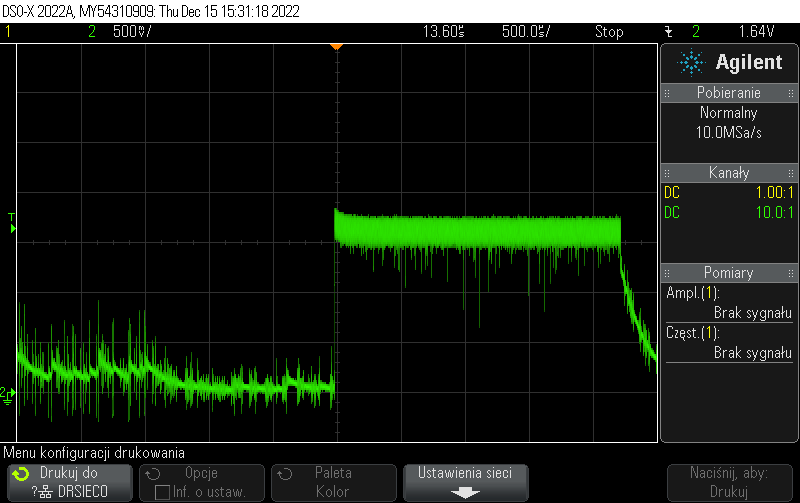 DSO-X 2022A, MY54310909: Thu Dec 15 15:31:18 2022
1 2 500mV/ 13.60s 500.0s/ Stop 2 1.64V
Agilent
Pobieranie
Normalny
10.0MSa/s
Kanały
DC 1.00:1
DC 10.0:1
Pomiary
Ampl.(1):
Brak sygnału
Częst.(1):
Brak sygnału
T
2
Menu konfiguracji drukowania
Drukuj do
? DRSIECO
Opcje
Inf. o ustaw.
Paleta
Kolor
Ustawienia sieci
Naciśnij, aby:
Drukuj